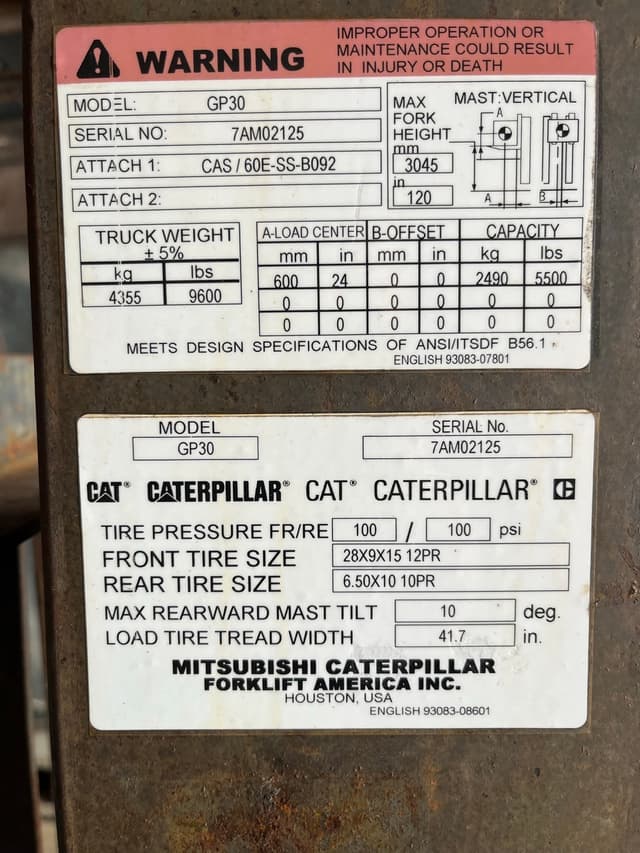 WARNING
IMPROPER OPERATION OR
MAINTENANCE COULD RESULT
IN INJURY OR DEATH
MODEL: GP30
SERIAL NO: 7AM02125
ATTACH 1: CAS / 60E-SS-B092
ATTACH 2:
MAX
FORK
HEIGHT
mm
3045
in
120
MAST:VERTICAL
A
A B
TRUCK WEIGHT
± 5%
kg lbs
4355 9600
A-LOAD CENTER B-OFFSET CAPACITY
mm in mm in kg lbs
600 24 0 0 2490 5500
0 0 0 0 0 0
0 0 0 0 0 0
MEETS DESIGN SPECIFICATIONS OF ANSI/ITSDF B56.1
ENGLISH 93083-07801
MODEL SERIAL No.
GP30 7AM02125
CAT® CATERPILLAR® CAT® CATERPILLAR®
TIRE PRESSURE FR/RE 100 / 100 psi
FRONT TIRE SIZE 28X9X15 12PR
REAR TIRE SIZE 6.50X10 10PR
MAX REARWARD MAST TILT 10 deg.
LOAD TIRE TREAD WIDTH 41.7 in.
MITSUBISHI CATERPILLAR
FORKLIFT AMERICA INC.
HOUSTON, USA
ENGLISH 93083-08601